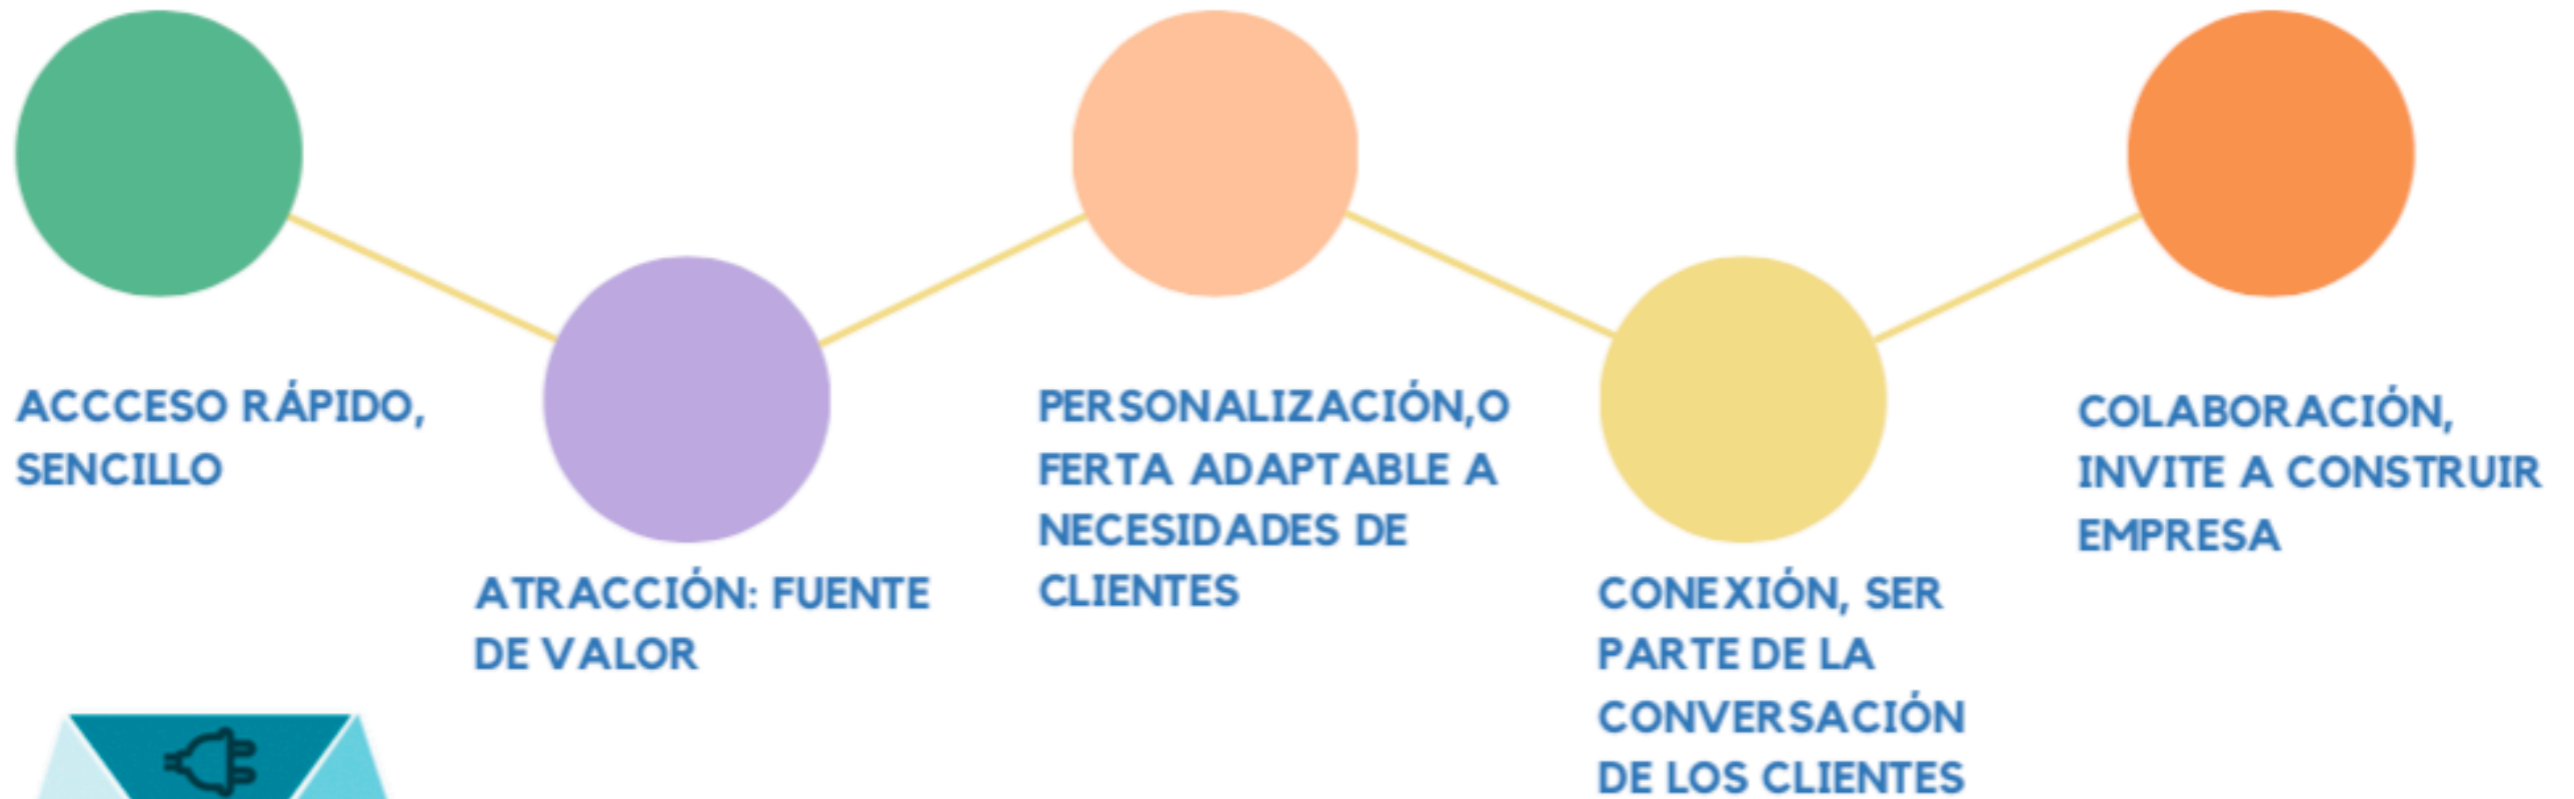 ACCCESO RÁPIDO,
SENCILLO
ATRACCIÓN: FUENTE
DE VALOR
PERSONALIZACIÓN,O
FERTA ADAPTABLE A
NECESIDADES DE
CLIENTES
CONEXIÓN, SER
PARTE DE LA
CONVERSACIÓN
DE LOS CLIENTES
COLABORACIÓN,
INVITE A CONSTRUIR
EMPRESA